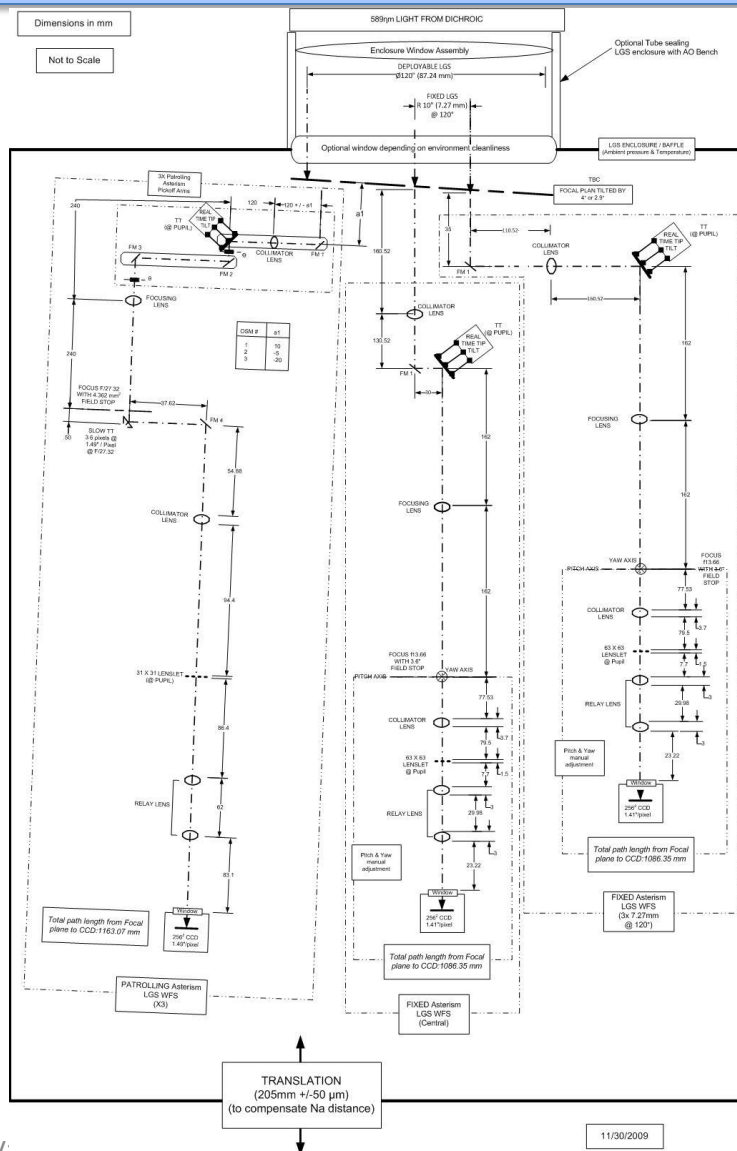 Dimensions in mm
Not to Scale
589ηm LIGHT FROM DICHROIC
Enclosure Window Assembly
DEPLOYABLE LGS
Ø120" (87.24 mm)
FIXED LGS
R 10" (7.27 mm)
@ 120°
Optional Tube sealing
LGS enclosure with AO Bench
Optional window depending on environment cleanliness
LGS ENCLOSURE / BAFFLE
(Ambient pressure & Temperature)
TBC
FOCAL PLAN TILTED BY
4° or 2.9°
3X Patrolling
Asterism
Pickoff Arms
240
TT
(@ PUPIL)
REAL
TIME TIP
TILT
120
120 +/- a1
a1
COLLIMATOR
LENS
FM 1
FM 3
FM 2
Θ
Θ
FOCUSING
LENS
240
OSM #
a1
1
10
2
-5
3
-20
FOCUS F/27.32
WITH 4.362 mm²
FIELD STOP
50
37.62
FM 4
SLOW TT
3.6 pixels @
1.49" / Pixel
@ F/27.32
54.88
COLLIMATOR
LENS
94.4
31 X 31 LENSLET
(@ PUPIL)
86.4
RELAY LENS
62
83.1
Window
256² CCD
1.49"/pixel
Total path length from Focal
plane to CCD:1163.07 mm
PATROLLING Asterism
LGS WFS
(X3)
160.52
COLLIMATOR
LENS
130.52
REAL
TIME TIP
TILT
TT
(@ PUPIL)
FM 1
40
162
FOCUSING
LENS
162
FOCUS f13.66
WITH 3.6"
FIELD STOP
YAW AXIS
PITCH AXIS
77.53
COLLIMATOR
LENS
3.7
79.5
63 X 63
LENSLET
@ Pupil
7.7
1.5
RELAY LENS
3
29.98
3
Pitch & Yaw
manual
adjustment
23.22
Window
256² CCD
1.41"/pixel
Total path length from Focal
plane to CCD:1086.35 mm
FIXED Asterism
LGS WFS
(Central)
35
110.52
FM 1
COLLIMATOR
LENS
150.52
REAL
TIME TIP
TILT
TT
(@ PUPIL)
162
FOCUSING
LENS
162
YAW AXIS
PITCH AXIS
FOCUS
f13.66
WITH 3.6"
FIELD
STOP
77.53
COLLIMATOR
LENS
3.7
79.5
63 X 63
LENSLET
@ Pupil
7.7
1.5
RELAY LENS
3
29.98
3
Pitch & Yaw
manual
adjustment
23.22
Window
256² CCD
1.41"/pixel
Total path length from Focal
plane to CCD:1086.35 mm
FIXED Asterism
LGS WFS
(3x 7.27mm
@ 120°)
TRANSLATION
(205mm +/-50 µm)
(to compensate Na distance)
11/30/2009